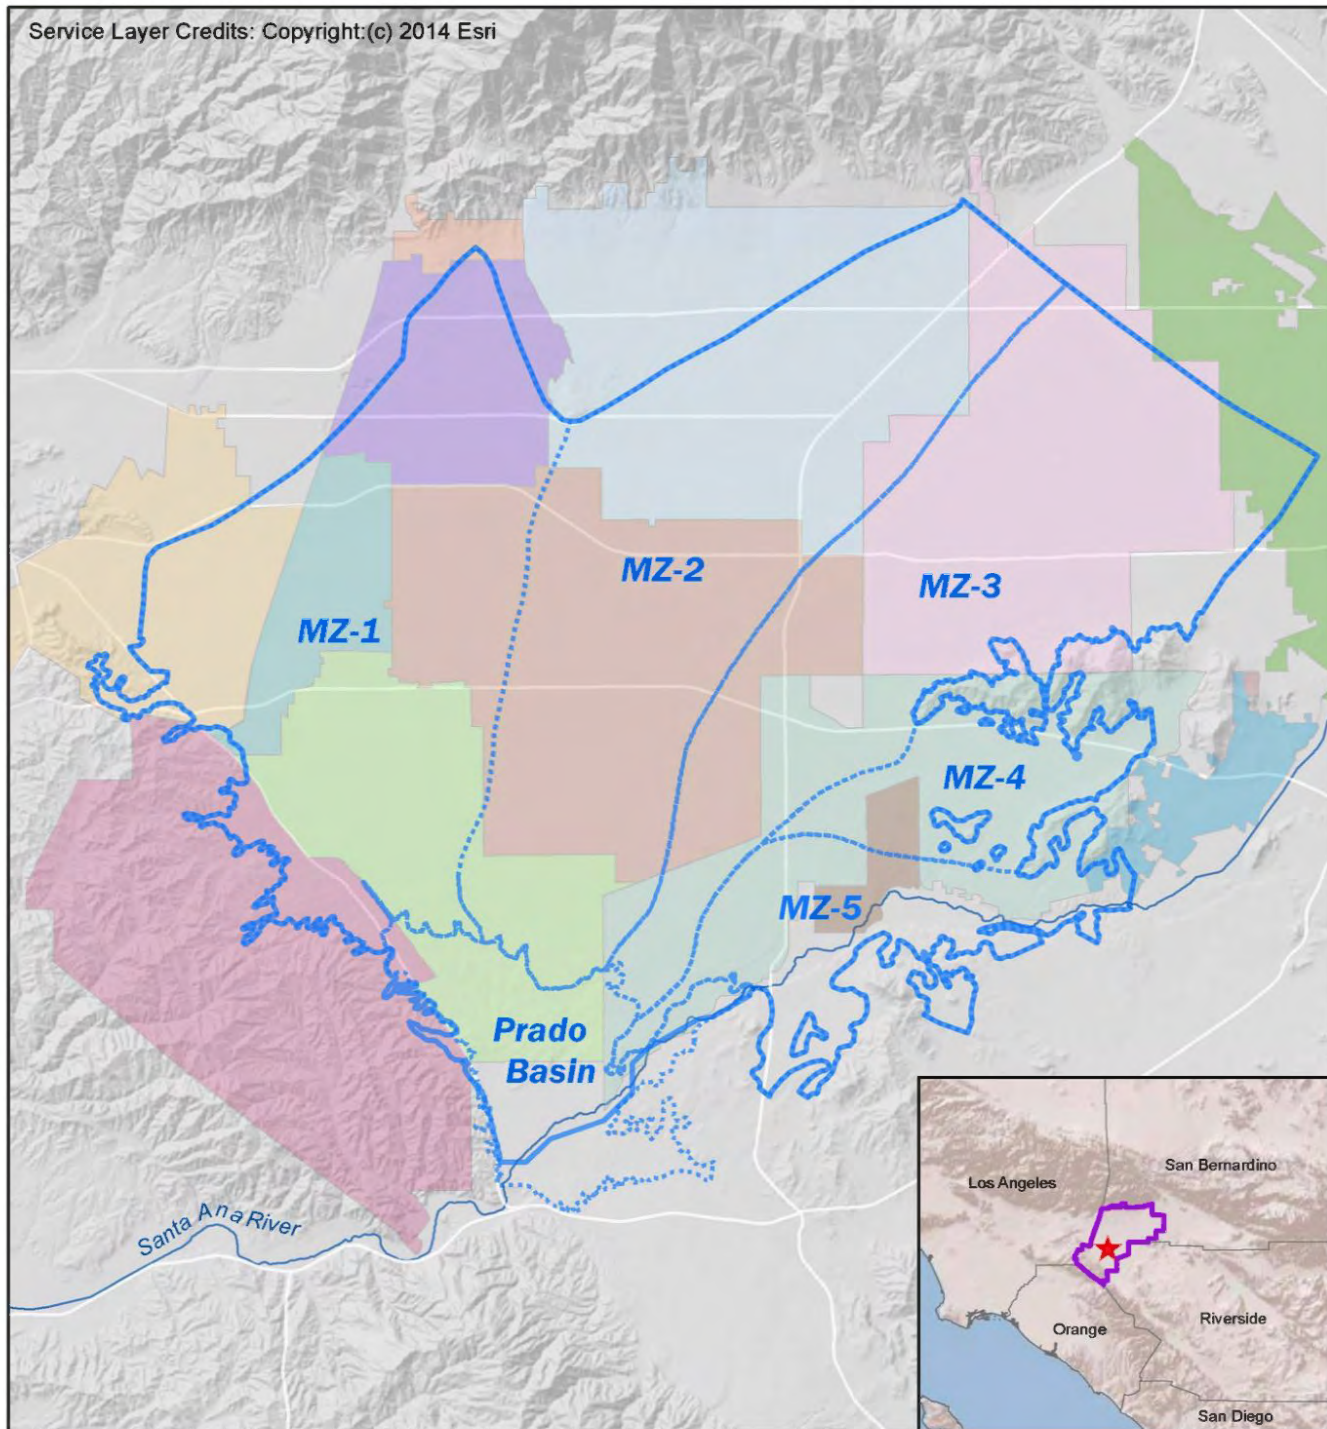 Service Layer Credits: Copyright:(c) 2014 Esri
MZ-2
MZ-3
MZ-1
MZ-4
MZ-5
Prado
Basin
Santa Ana River
San Bernardino
Los Angeles
Riverside
Orange
San Diego